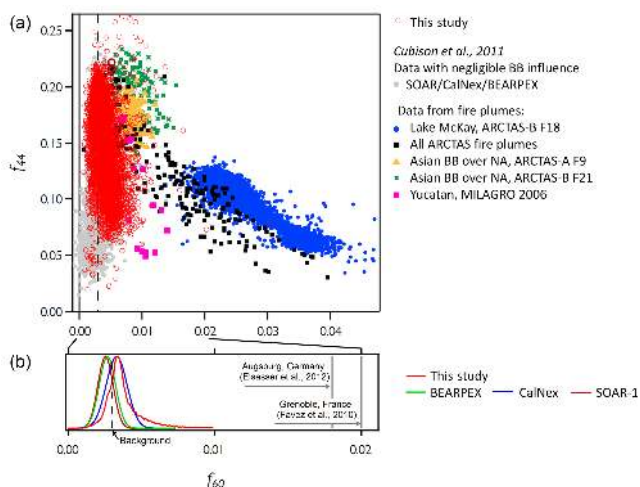 (a)
This study
Cubison et al., 2011
Data with negligible BB influence
SOAR/CalNex/BEARPEX
Data from fire plumes:
Lake McKay, ARCTAS-B F18
All ARCTAS fire plumes
Asian BB over NA, ARCTAS-A F9
Asian BB over NA, ARCTAS-B F21
Yucatan, MILAGRO 2006
f44
0.25
0.20
0.15
0.10
0.05
0.00
0.00 0.01 0.02 0.03 0.04
(b)
Augsburg, Germany
(Elsasser et al., 2012)
Grenoble, France
(Favez et al., 2010)
Background
This study
BEARPEX CalNex SOAR-1
0.00 0.01 0.02
f60